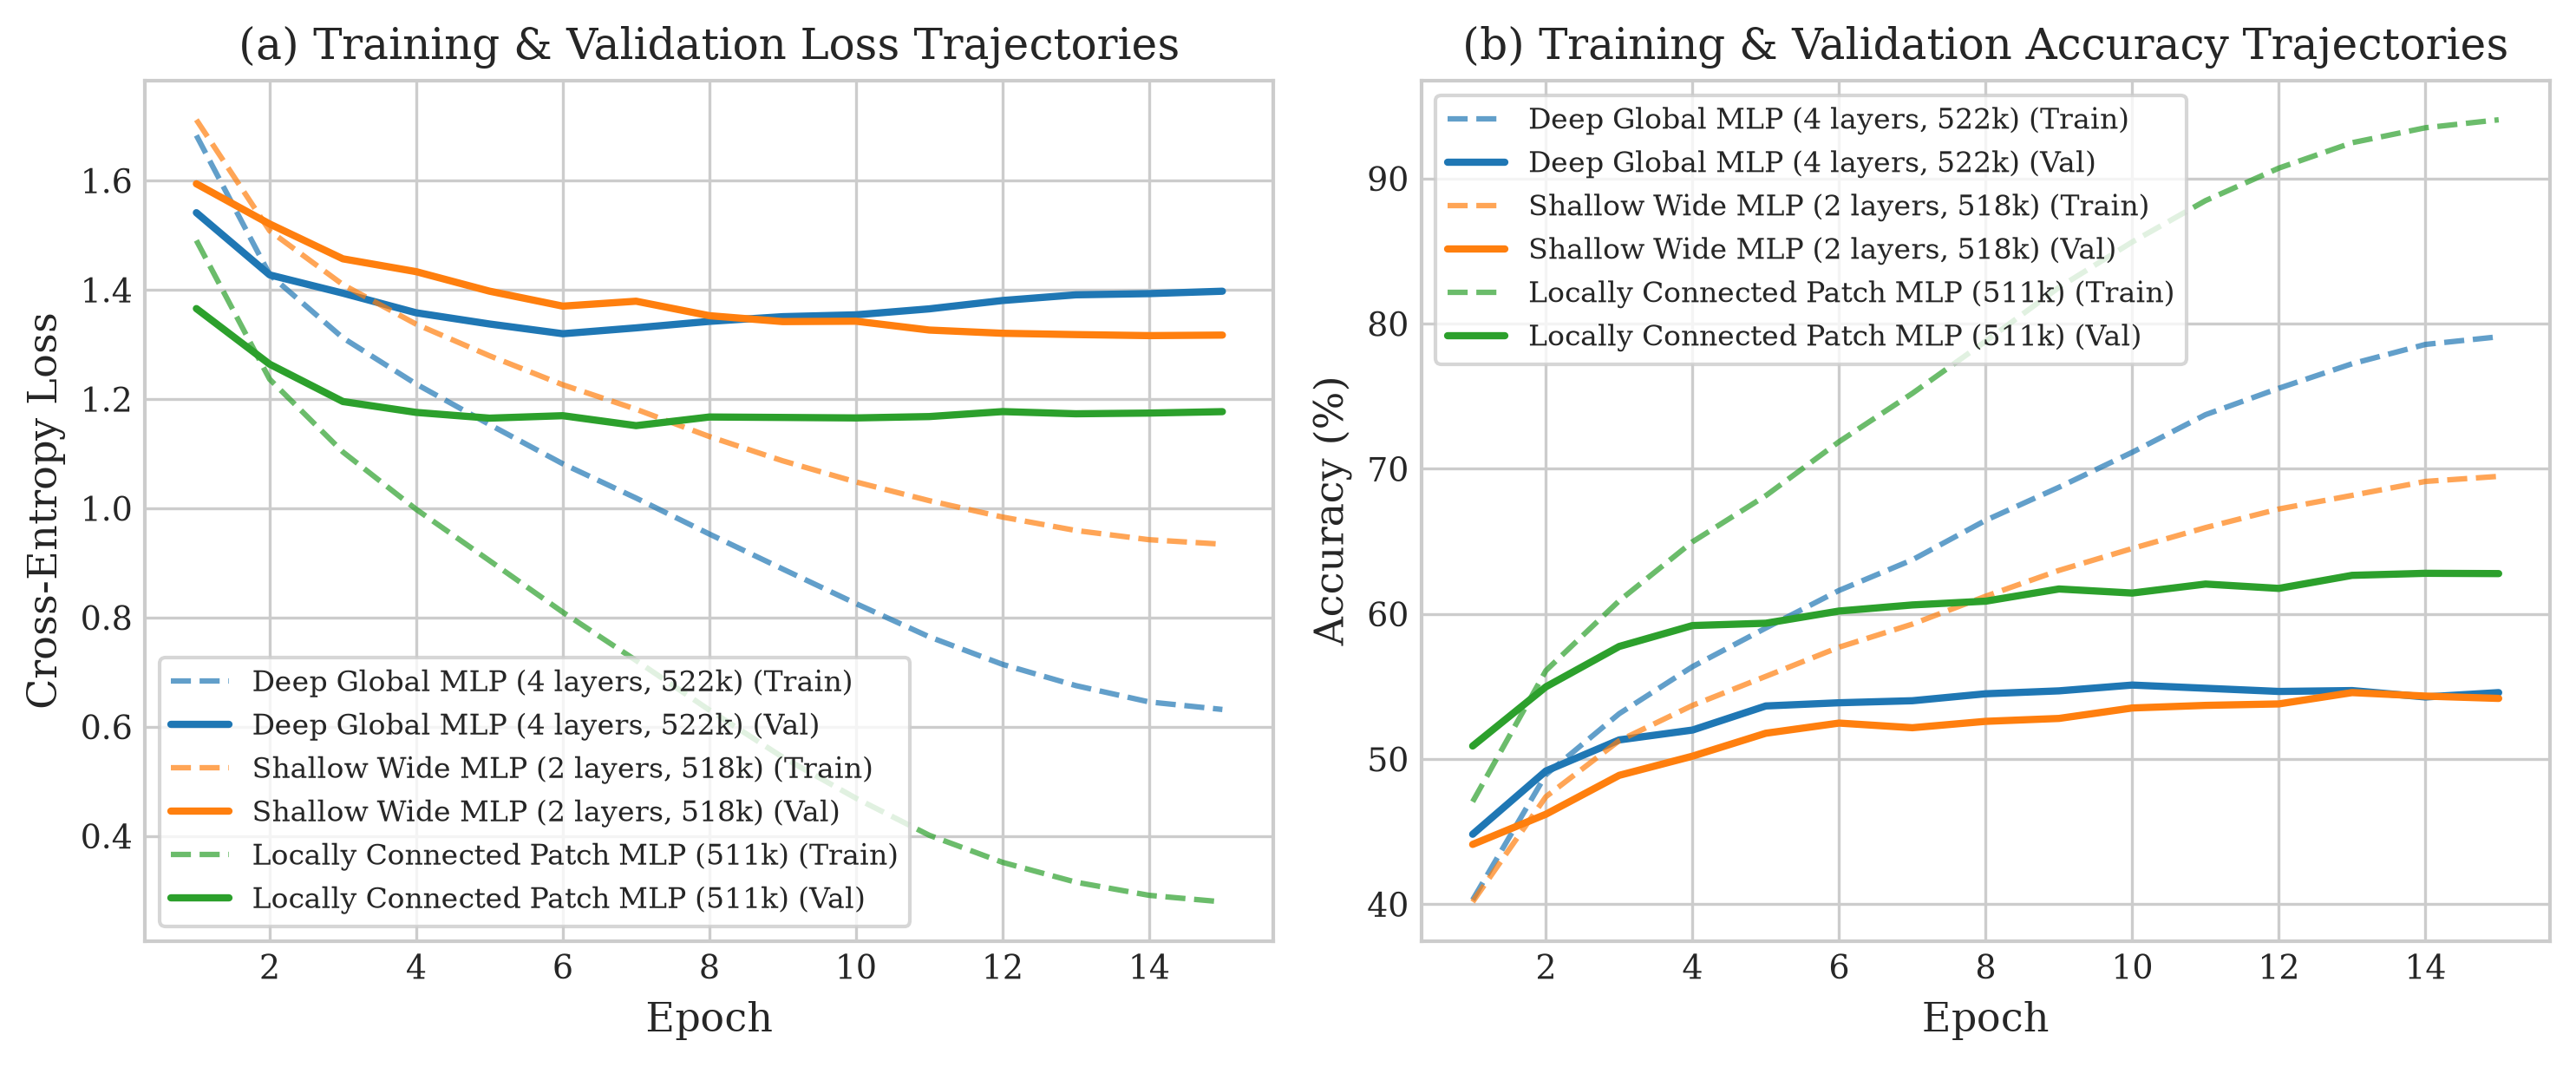 (a) Training & Validation Loss Trajectories
Cross-Entropy Loss
1.6
1.4
1.2
1.0
0.8
0.6
0.4
Deep Global MLP (4 layers, 522k) (Train)
Deep Global MLP (4 layers, 522k) (Val)
Shallow Wide MLP (2 layers, 518k) (Train)
Shallow Wide MLP (2 layers, 518k) (Val)
Locally Connected Patch MLP (511k) (Train)
Locally Connected Patch MLP (511k) (Val)
2 4 6 8 10 12 14
Epoch
(b) Training & Validation Accuracy Trajectories
Accuracy (%)
90
80
70
60
50
40
Deep Global MLP (4 layers, 522k) (Train)
Deep Global MLP (4 layers, 522k) (Val)
Shallow Wide MLP (2 layers, 518k) (Train)
Shallow Wide MLP (2 layers, 518k) (Val)
Locally Connected Patch MLP (511k) (Train)
Locally Connected Patch MLP (511k) (Val)
2 4 6 8 10 12 14
Epoch